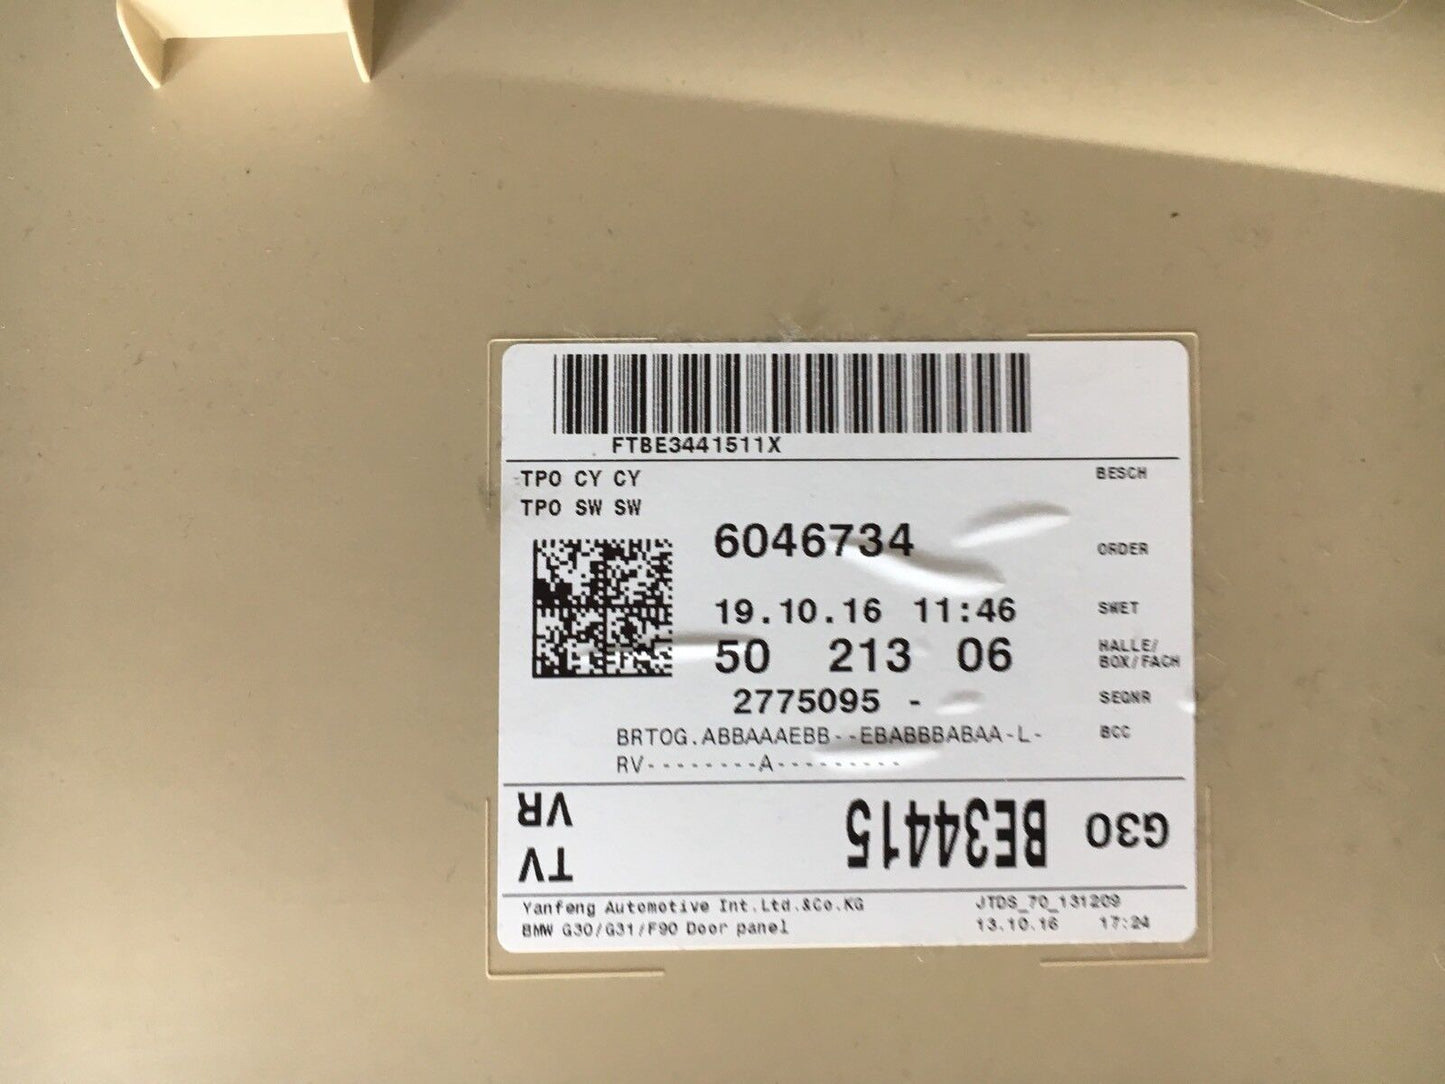 FTBE3441511X
TPO CY CY
BESCH
TPO SW SW
6046734
ORDER
19.10.16 11:46
SWET
50 213 06
HALLE/
BOX/FACH
2775095 -
SEQNR
BRTOG.ABBAAAEBB--EBABBBABAA-L-
BCC
RV--------A---------
G30 BE34415
TV
VR
Yanfeng Automotive Int.Ltd.&Co.KG
JTDS_70_131209
BMW G30/G31/F90 Door panel
13.10.16 17:24